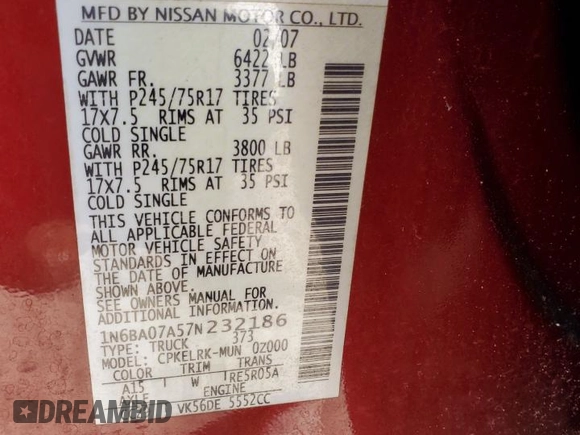 MFD BY NISSAN MOTOR CO., LTD.
DATE 02/07
GVWR 6422 LB
GAWR FR. 3377 LB
WITH P245/75R17 TIRES
17X7.5 RIMS AT 35 PSI
COLD SINGLE
GAWR RR. 3800 LB
WITH P245/75R17 TIRES
17X7.5 RIMS AT 35 PSI
COLD SINGLE
THIS VEHICLE CONFORMS TO
ALL APPLICABLE FEDERAL
MOTOR VEHICLE SAFETY
STANDARDS IN EFFECT ON
THE DATE OF MANUFACTURE
SHOWN ABOVE.
SEE OWNERS MANUAL FOR
ADDITIONAL INFORMATION.
1N6BA07A57N232186
TYPE: TRUCK 373
MODEL: CPKELRK-MUN 0Z000
COLOR TRIM TRANS
A15 W RE5R05A
AXLE ENGINE
VK56DE 5552CC
DREAMBID